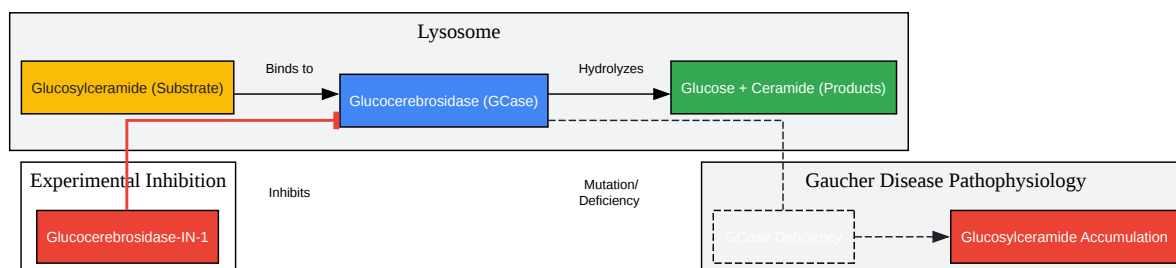 Lysosome
Glucosylceramide (Substrate)
Binds to
Glucocerebrosidase (GCase)
Hydrolyzes
Glucose + Ceramide (Products)
Experimental Inhibition
Glucocerebrosidase-IN-1
Inhibits
Mutation/
Deficiency
Gaucher Disease Pathophysiology
GCase Deficiency
Glucosylceramide Accumulation